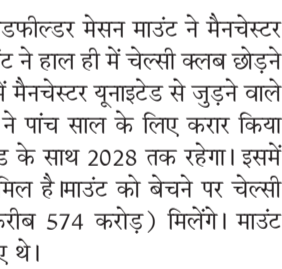 डफील्डर मेसन माउंट ने मैनचेस्टर
ट ने हाल ही में चेल्सी क्लब छोड़ने
में मैनचेस्टर यूनाइटेड से जुड़ने वाले
ने पांच साल के लिए करार किया
ड के साथ 2028 तक रहेगा। इसमें
मिल है।माउंट को बेचने पर चेल्सी
करीब 574 करोड़) मिलेंगे। माउंट
ए थे।